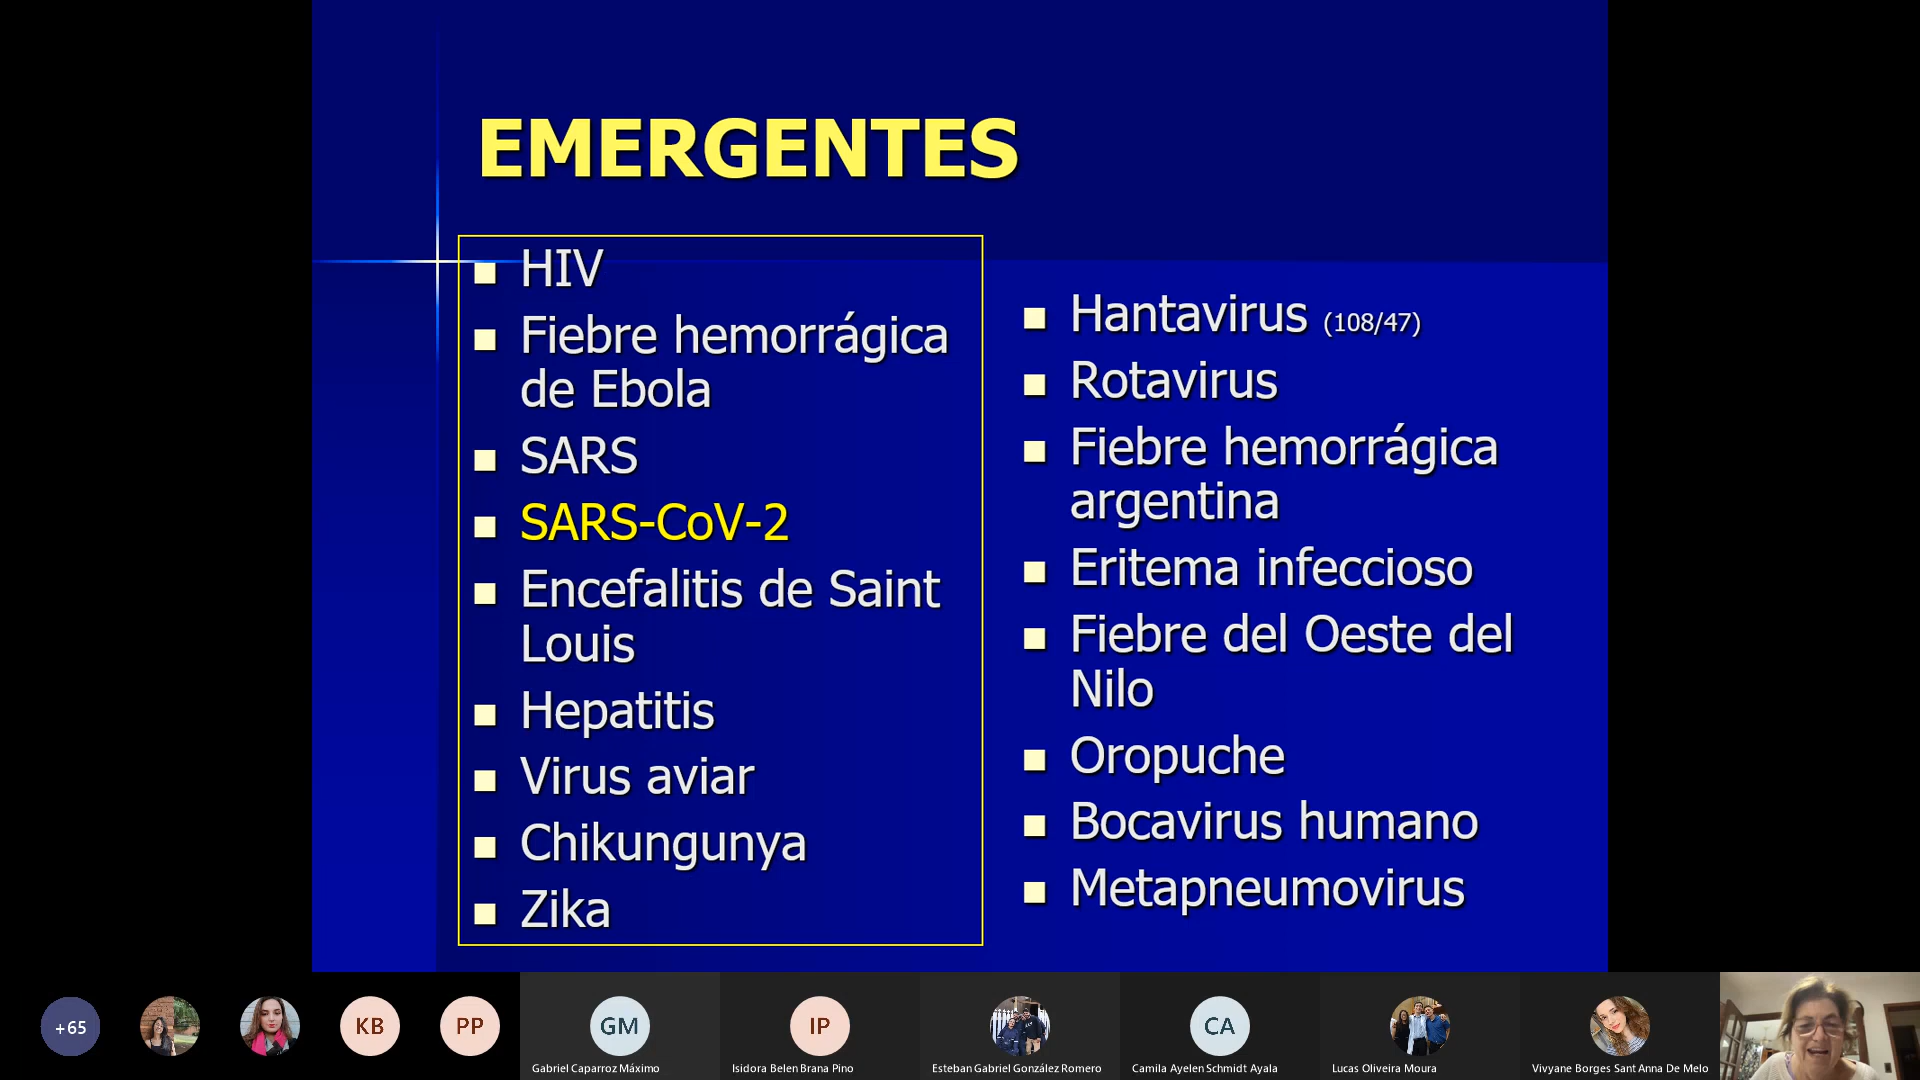 EMERGENTES
HIV
Fiebre hemorrágica
de Ebola
SARS
SARS-CoV-2
Encefalitis de Saint
Louis
Hepatitis
Virus aviar
Chikungunya
Zika
Hantavirus (108/47)
Rotavirus
Fiebre hemorrágica
argentina
Eritema infeccioso
Fiebre del Oeste del
Nilo
Oropuche
Bocavirus humano
Metapneumovirus
+65
KB
PP
GM
Gabriel Caparroz Máximo
IP
Isidora Belen Brana Pino
Esteban Gabriel González Romero
CA
Camila Ayelen Schmidt Ayala
Lucas Oliveira Moura
Vivyane Borges Sant Anna De Melo